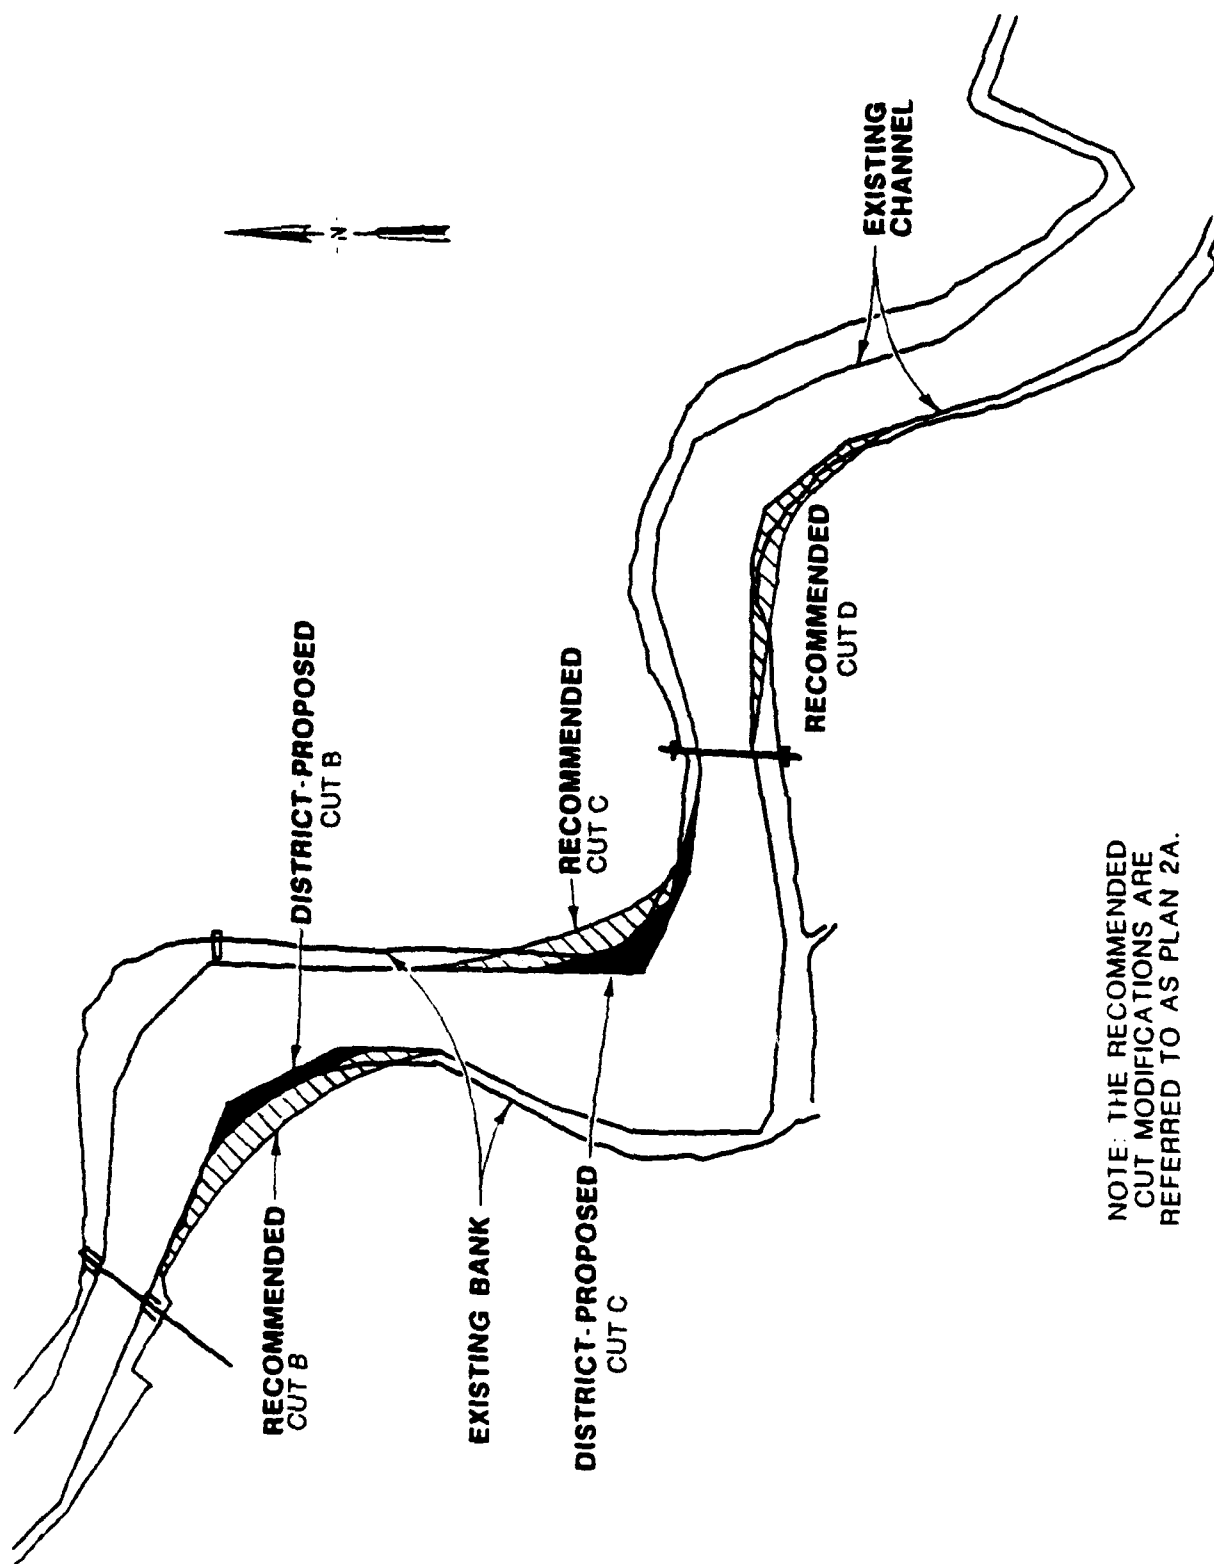 N
EXISTING
CHANNEL
DISTRICT-PROPOSED
CUT B
RECOMMENDED
CUT C
RECOMMENDED
CUT D
RECOMMENDED
CUT B
EXISTING BANK
DISTRICT-PROPOSED
CUT C
NOTE: THE RECOMMENDED
CUT MODIFICATIONS ARE
REFERRED TO AS PLAN 2A.